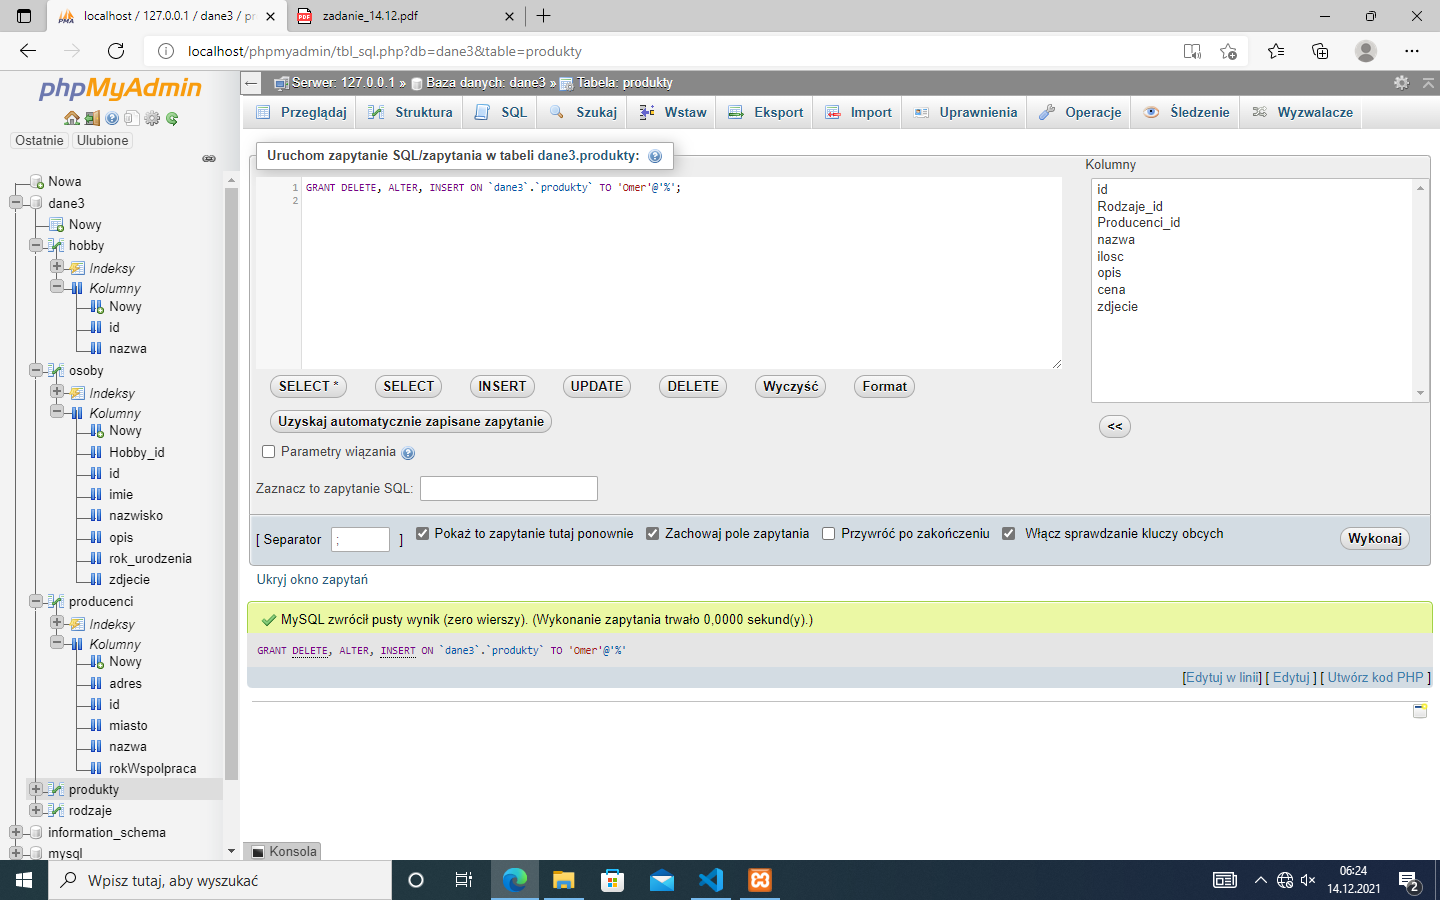 localhost / 127.0.0.1 / dane3 / pr
zadanie_14.12.pdf
localhost/phpmyadmin/tbl_sql.php?db=dane3&table=produkty
phpMyAdmin
Ostatnie
Ulubione
Nowa
dane3
Nowy
hobby
Indeksy
Kolumny
Nowy
id
nazwa
osoby
Indeksy
Kolumny
Nowy
Hobby_id
id
imie
nazwisko
opis
rok_urodzenia
zdjecie
producenci
Indeksy
Kolumny
Nowy
adres
id
miasto
nazwa
rokWspolpraca
produkty
rodzaje
information_schema
mysql
Serwer: 127.0.0.1 » Baza danych: dane3 » Tabela: produkty
Przeglądaj Struktura SQL Szukaj Wstaw Eksport Import Uprawnienia Operacje Śledzenie Wyzwalacze
Uruchom zapytanie SQL/zapytania w tabeli dane3.produkty:
1 GRANT DELETE, ALTER, INSERT ON `dane3`.`produkty` TO 'Omer'@'%';
2
Kolumny
id
Rodzaje_id
Producenci_id
nazwa
ilosc
opis
cena
zdjecie
<<
SELECT * SELECT INSERT UPDATE DELETE Wyczyść Format
Uzyskaj automatycznie zapisane zapytanie
Parametry wiązania
Zaznacz to zapytanie SQL:
[ Separator ; ] Pokaż to zapytanie tutaj ponownie Zachowaj pole zapytania Przywróć po zakończeniu Włącz sprawdzanie kluczy obcych Wykonaj
Ukryj okno zapytań
MySQL zwrócił pusty wynik (zero wierszy). (Wykonanie zapytania trwało 0,0000 sekund(y).)
GRANT DELETE, ALTER, INSERT ON `dane3`.`produkty` TO 'Omer'@'%'
[Edytuj w linii] [ Edytuj ] [ Utwórz kod PHP ]
Konsola
Wpisz tutaj, aby wyszukać
06:24
14.12.2021
2